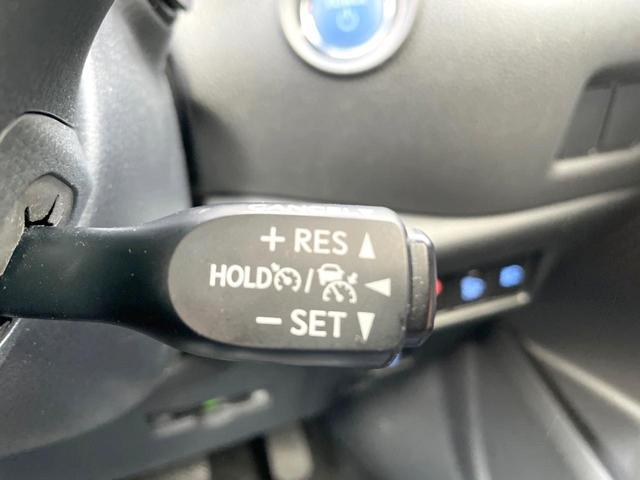 + RES
HOLD /
− SET